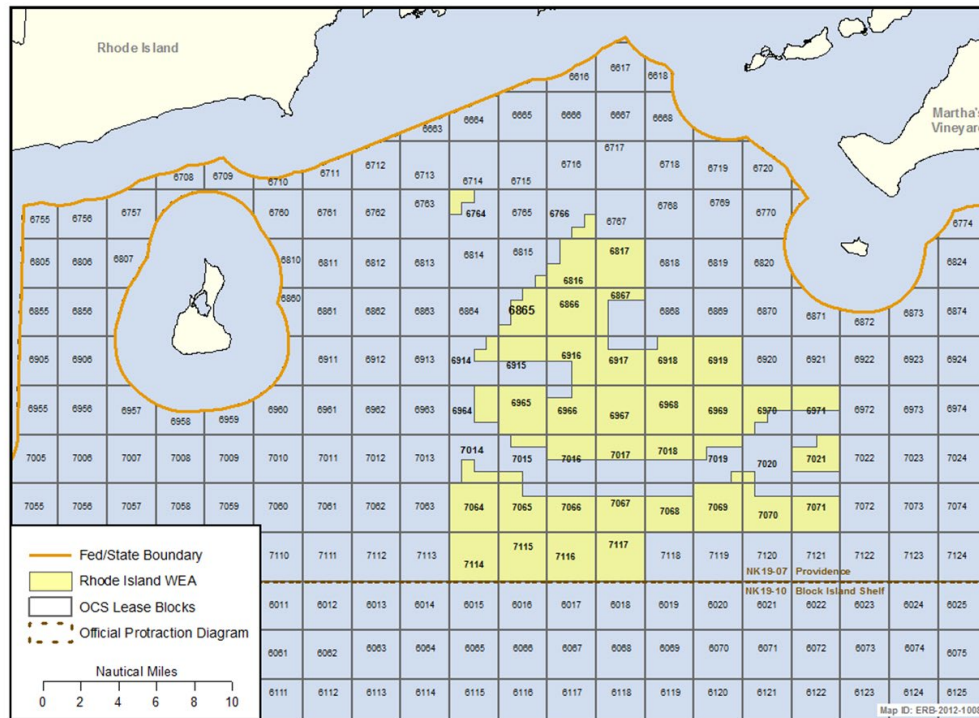 Rhode Island
Martha's
Vineyard
6616 6617 6618
6663 6664 6665 6666 6667 6668
6708 6709 6710 6711 6712 6713 6714 6715 6716 6717 6718 6719 6720
6755 6756 6757 6760 6761 6762 6763 6764 6765 6766 6767 6768 6769 6770 6774
6805 6806 6807 6810 6811 6812 6813 6814 6815 6816 6817 6818 6819 6820 6824
6855 6856 6860 6861 6862 6863 6864 6865 6866 6867 6868 6869 6870 6871 6872 6873 6874
6905 6906 6911 6912 6913 6914 6915 6916 6917 6918 6919 6920 6921 6922 6923 6924
6955 6956 6957 6958 6959 6960 6961 6962 6963 6964 6965 6966 6967 6968 6969 6970 6971 6972 6973 6974
7005 7006 7007 7008 7009 7010 7011 7012 7013 7014 7015 7016 7017 7018 7019 7020 7021 7022 7023 7024
7055 7056 7057 7058 7059 7060 7061 7062 7063 7064 7065 7066 7067 7068 7069 7070 7071 7072 7073 7074
7110 7111 7112 7113 7114 7115 7116 7117 7118 7119 7120 7121 7122 7123 7124
NK19-07 Providence
NK19-10 Block Island Shelf
6011 6012 6013 6014 6015 6016 6017 6018 6019 6020 6021 6022 6023 6024 6025
6061 6062 6063 6064 6065 6066 6067 6068 6069 6070 6071 6072 6073 6074 6075
6111 6112 6113 6114 6115 6116 6117 6118 6119 6120 6121 6122 6123 6124 6125
Fed/State Boundary
Rhode Island WEA
OCS Lease Blocks
Official Protraction Diagram
Nautical Miles
0 2 4 6 8 10